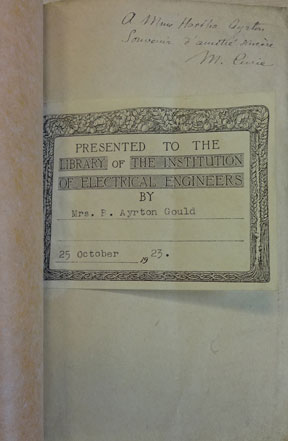 A Mme Hertha Ayrton
Souvenir d'amitié sincère
M. Curie
PRESENTED TO THE
LIBRARY OF THE INSTITUTION
OF ELECTRICAL ENGINEERS
BY
Mrs. B. Ayrton Gould
25 October 1923.